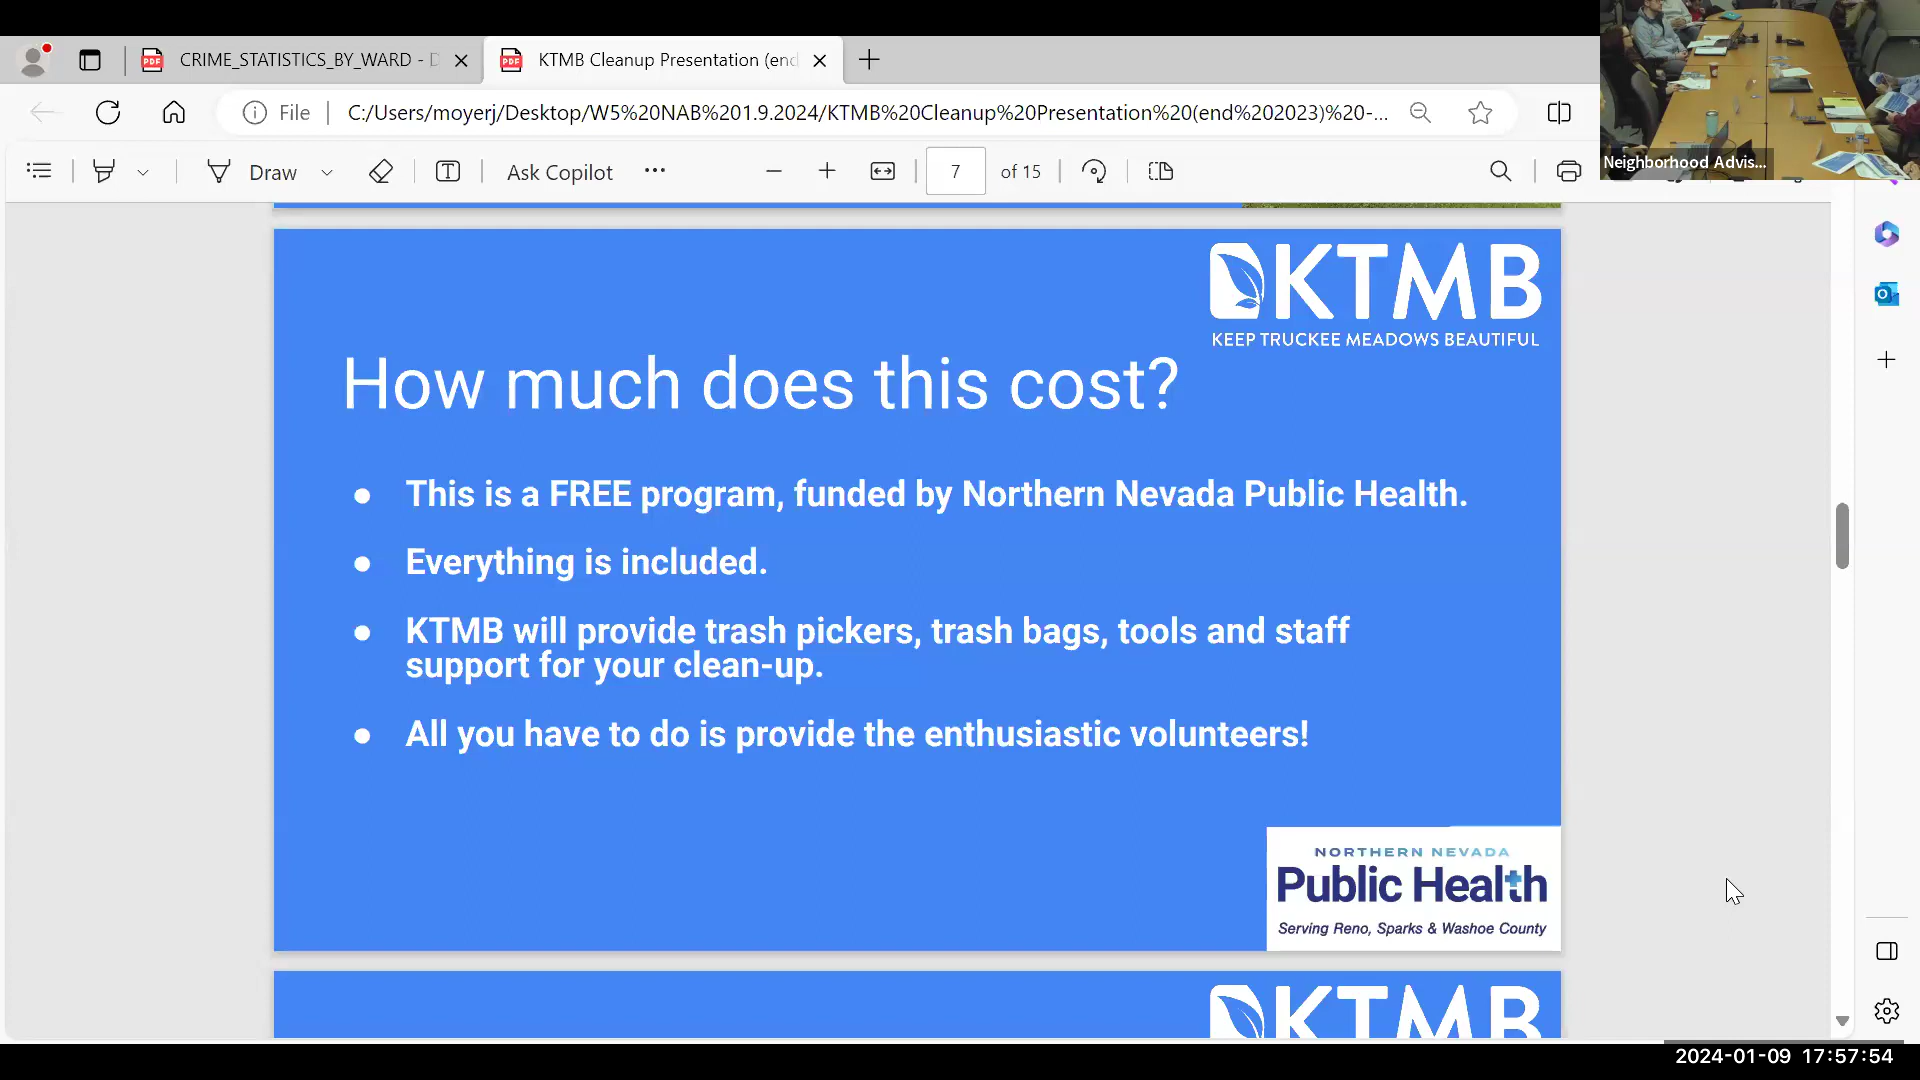 CRIME_STATISTICS_BY_WARD - D
KTMB Cleanup Presentation (end
File
C:/Users/moyerj/Desktop/W5%20NAB%201.9.2024/KTMB%20Cleanup%20Presentation%20(end%202023)%20-...
Draw
Ask Copilot
7
of 15
Neighborhood Advis...
KTMB
KEEP TRUCKEE MEADOWS BEAUTIFUL
How much does this cost?
● This is a FREE program, funded by Northern Nevada Public Health.
● Everything is included.
● KTMB will provide trash pickers, trash bags, tools and staff
support for your clean-up.
● All you have to do is provide the enthusiastic volunteers!
NORTHERN NEVADA
Public Health
Serving Reno, Sparks & Washoe County
KTMB
2024-01-09 17:57:54